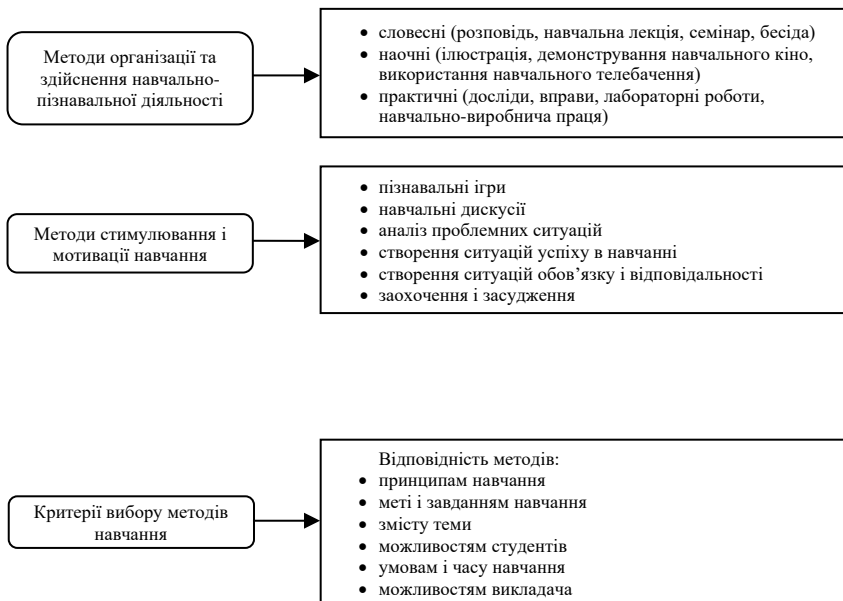 Методи організації та
здійснення навчально-
пізнавальної діяльності
• словесні (розповідь, навчальна лекція, семінар, бесіда)
• наочні (ілюстрація, демонстрування навчального кіно,
використання навчального телебачення)
• практичні (досліди, вправи, лабораторні роботи,
навчально-виробнича праця)
Методи стимулювання і
мотивації навчання
• пізнавальні ігри
• навчальні дискусії
• аналіз проблемних ситуацій
• створення ситуацій успіху в навчанні
• створення ситуацій обов’язку і відповідальності
• заохочення і засудження
Критерії вибору методів
навчання
Відповідність методів:
• принципам навчання
• меті і завданням навчання
• змісту теми
• можливостям студентів
• умовам і часу навчання
• можливостям викладача